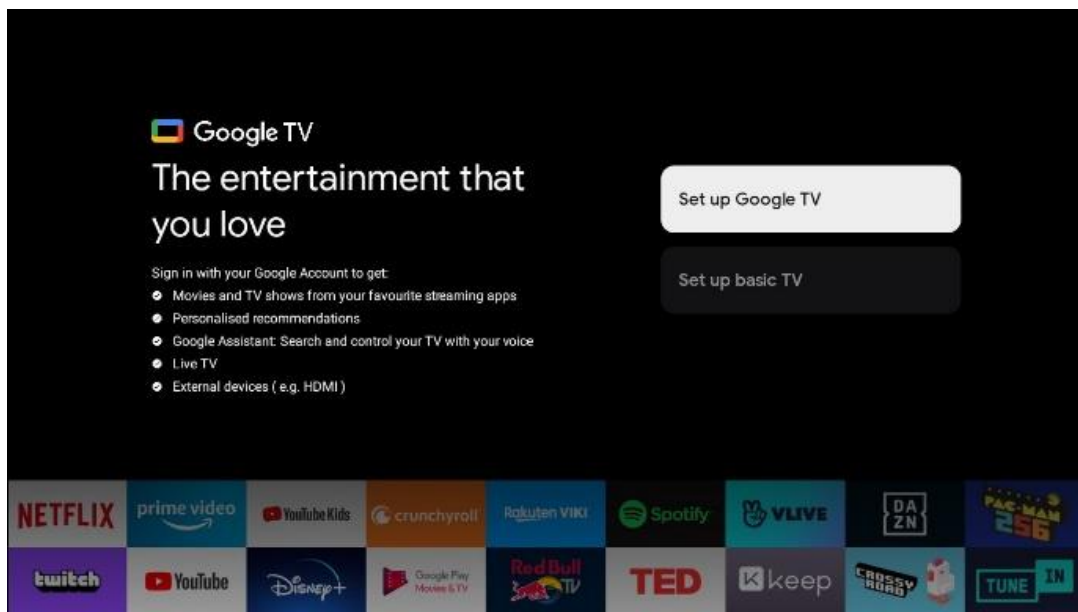 Google TV
The entertainment that
you love
Sign in with your Google Account to get:
Movies and TV shows from your favourite streaming apps
Personalised recommendations
Google Assistant: Search and control your TV with your voice
Live TV
External devices ( e.g. HDMI )
Set up Google TV
Set up basic TV
NETFLIX
prime video
YouTube Kids
crunchyroll
Rakuten VIKI
Spotify
VLIVE
DA
ZN
PAC-MAN
256
twitch
YouTube
Disney+
Google Play
Movies & TV
Red Bull
TV
TED
keep
CROSSY
ROAD
TUNE IN